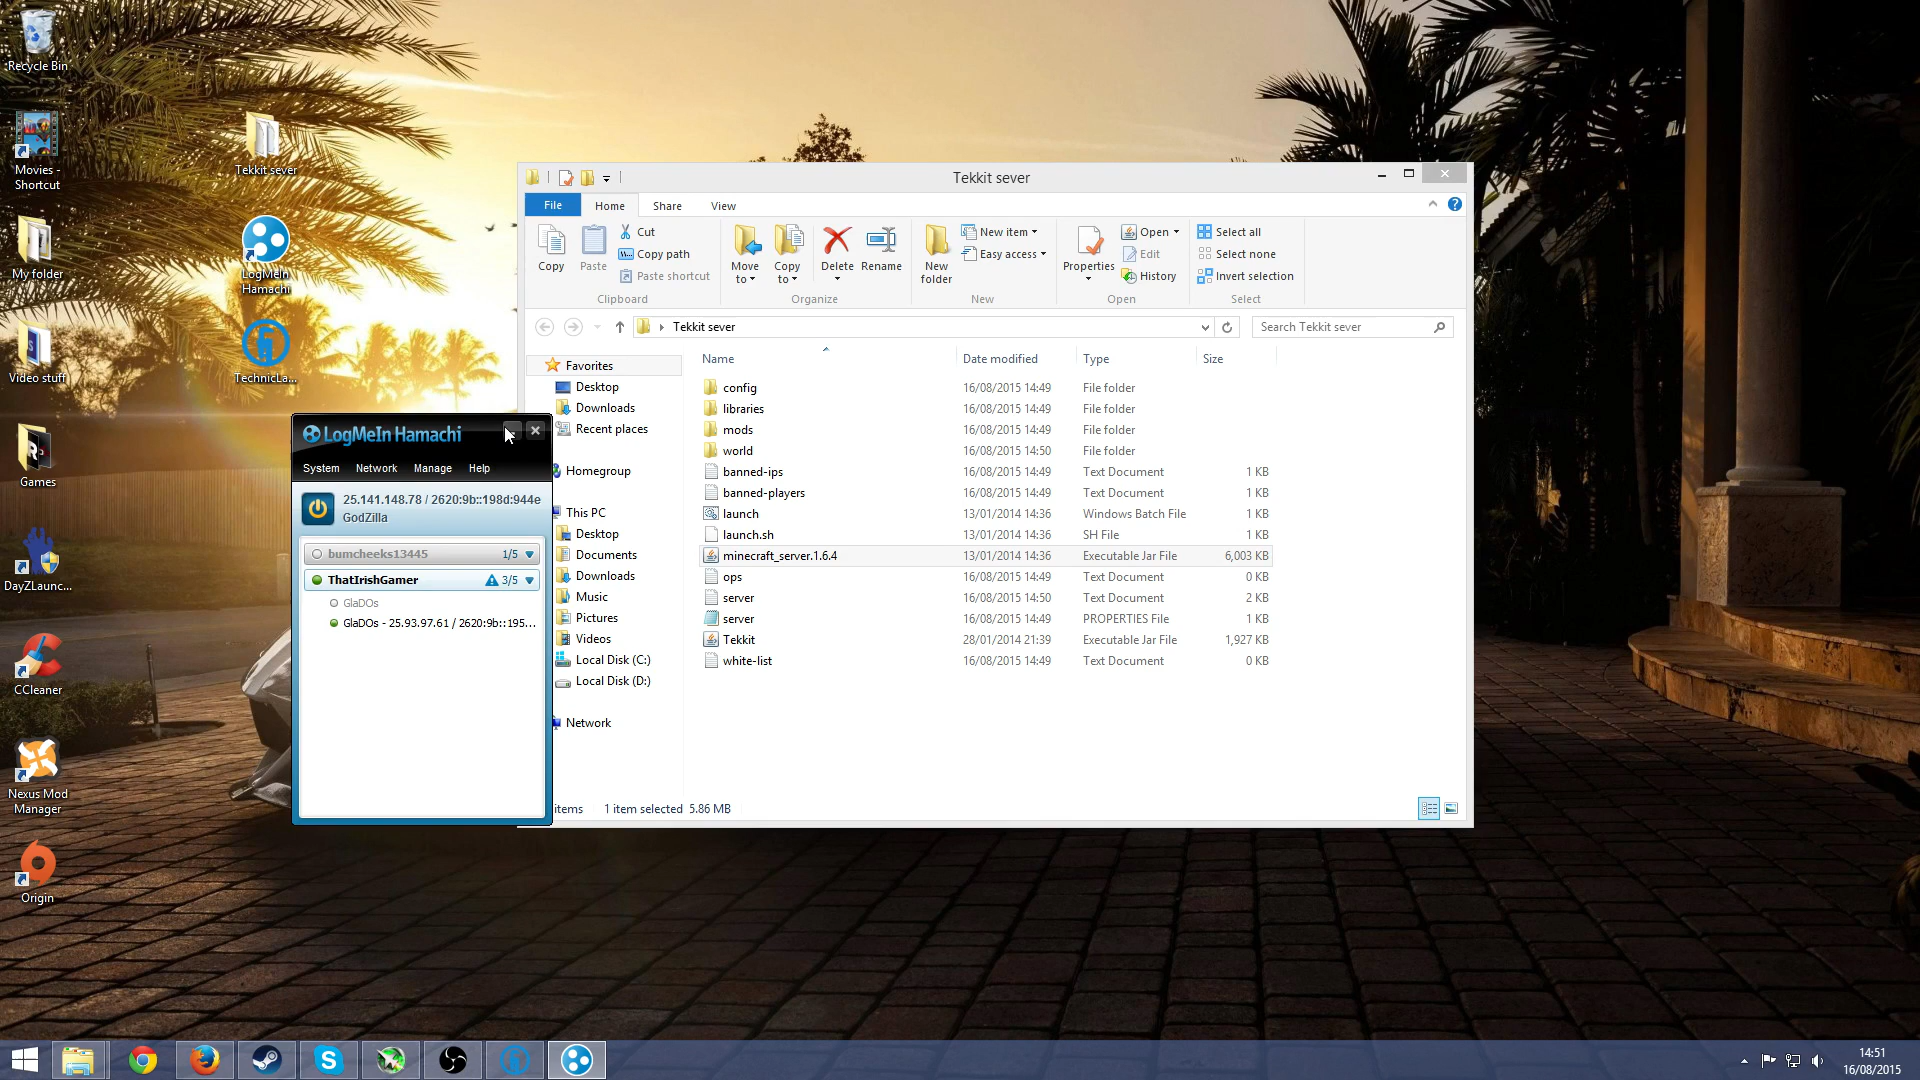 Recycle Bin
Movies -
Shortcut
My folder
Video stuff
Games
DayZLaunc...
CCleaner
Nexus Mod
Manager
Origin
Tekkit sever
LogMeIn
Hamachi
TechnicLa...
LogMeIn Hamachi
System Network Manage Help
25.141.148.78 / 2620:9b::198d:944e
GodZilla
bumcheeks13445 1/5
ThatIrishGamer 3/5
GlaDOs
GlaDOs - 25.93.97.61 / 2620:9b::195...
Tekkit sever
File Home Share View
Copy
Paste
Cut
Copy path
Paste shortcut
Clipboard
Move
to
Copy
to
Delete
Rename
Organize
New
folder
New item
Easy access
New
Properties
Open
Edit
History
Open
Select all
Select none
Invert selection
Select
Tekkit sever
Search Tekkit sever
Favorites
Desktop
Downloads
Recent places
Homegroup
This PC
Desktop
Documents
Downloads
Music
Pictures
Videos
Local Disk (C:)
Local Disk (D:)
Network
Name Date modified Type Size
config 16/08/2015 14:49 File folder
libraries 16/08/2015 14:49 File folder
mods 16/08/2015 14:49 File folder
world 16/08/2015 14:50 File folder
banned-ips 16/08/2015 14:49 Text Document 1 KB
banned-players 16/08/2015 14:49 Text Document 1 KB
launch 13/01/2014 14:36 Windows Batch File 1 KB
launch.sh 13/01/2014 14:36 SH File 1 KB
minecraft_server.1.6.4 13/01/2014 14:36 Executable Jar File 6,003 KB
ops 16/08/2015 14:49 Text Document 0 KB
server 16/08/2015 14:50 Text Document 2 KB
server 16/08/2015 14:49 PROPERTIES File 1 KB
Tekkit 28/01/2014 21:39 Executable Jar File 1,927 KB
white-list 16/08/2015 14:49 Text Document 0 KB
items 1 item selected 5.86 MB
14:51
16/08/2015